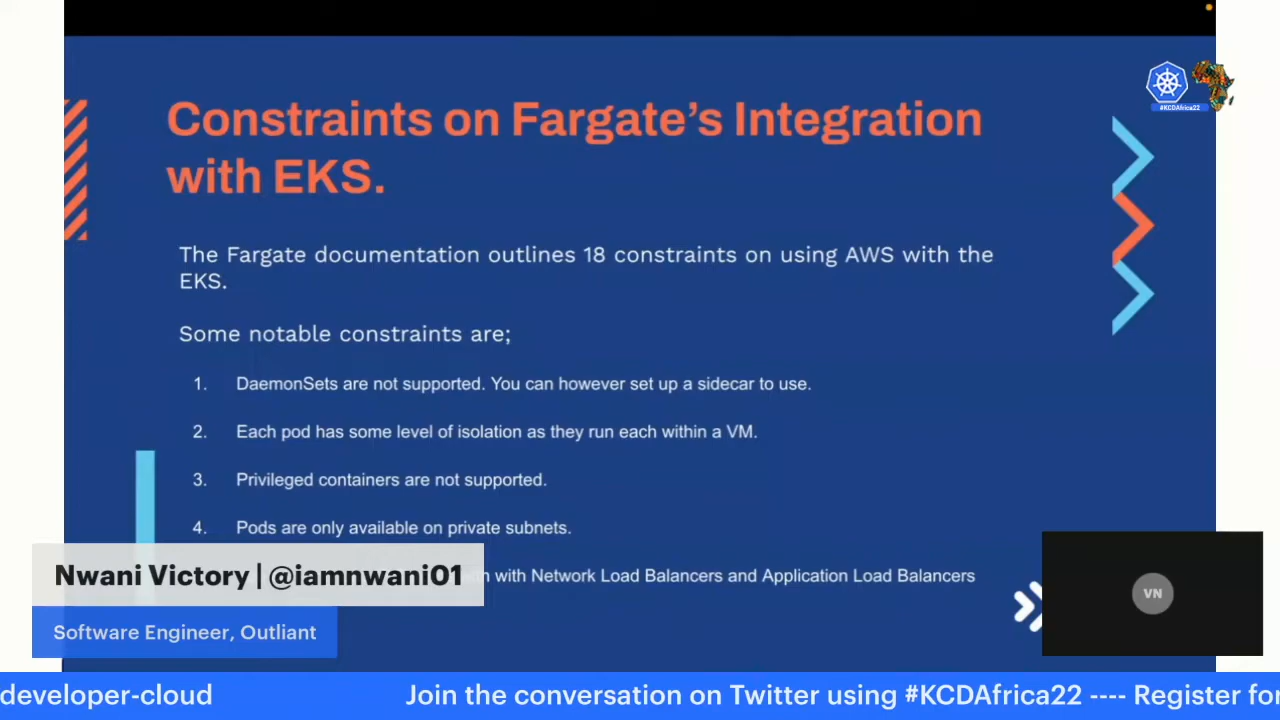 #KCDAfrica22
Constraints on Fargate's Integration
with EKS.
The Fargate documentation outlines 18 constraints on using AWS with the
EKS.
Some notable constraints are;
1. DaemonSets are not supported. You can however set up a sidecar to use.
2. Each pod has some level of isolation as they run each within a VM.
3. Privileged containers are not supported.
4. Pods are only available on private subnets.
with Network Load Balancers and Application Load Balancers
Nwani Victory | @iamnwani01
Software Engineer, Outliant
VN
developer-cloud Join the conversation on Twitter using #KCDAfrica22 ---- Register for